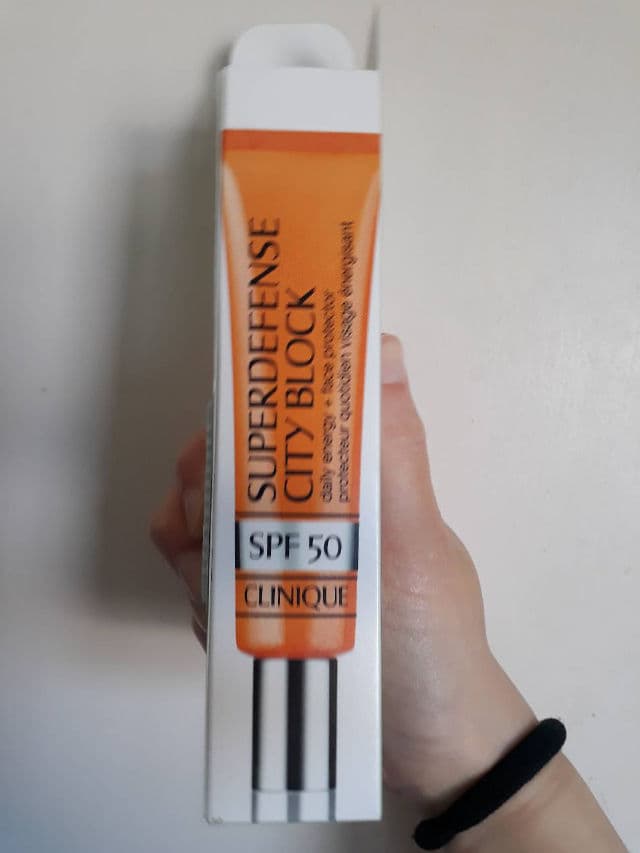 SUPERDEFENSE
CITY BLOCK
daily energy + face protector
protecteur quotidien visage énergisant
SPF 50
CLINIQUE